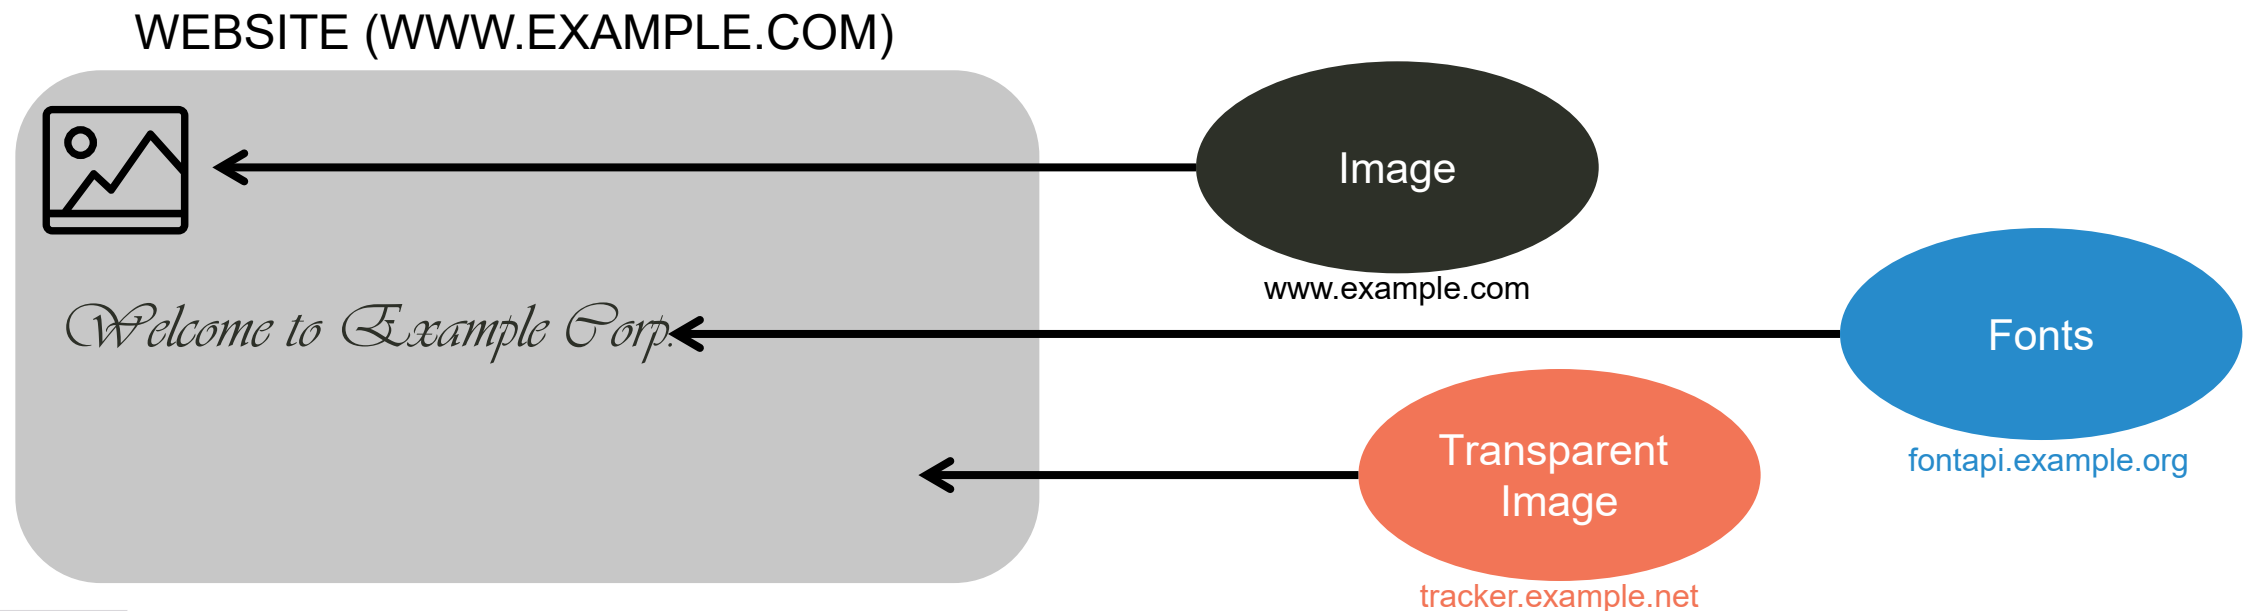 WEBSITE (WWW.EXAMPLE.COM)
Image
www.example.com
Welcome to Example Corp.
Fonts
fontapi.example.org
Transparent
Image
tracker.example.net